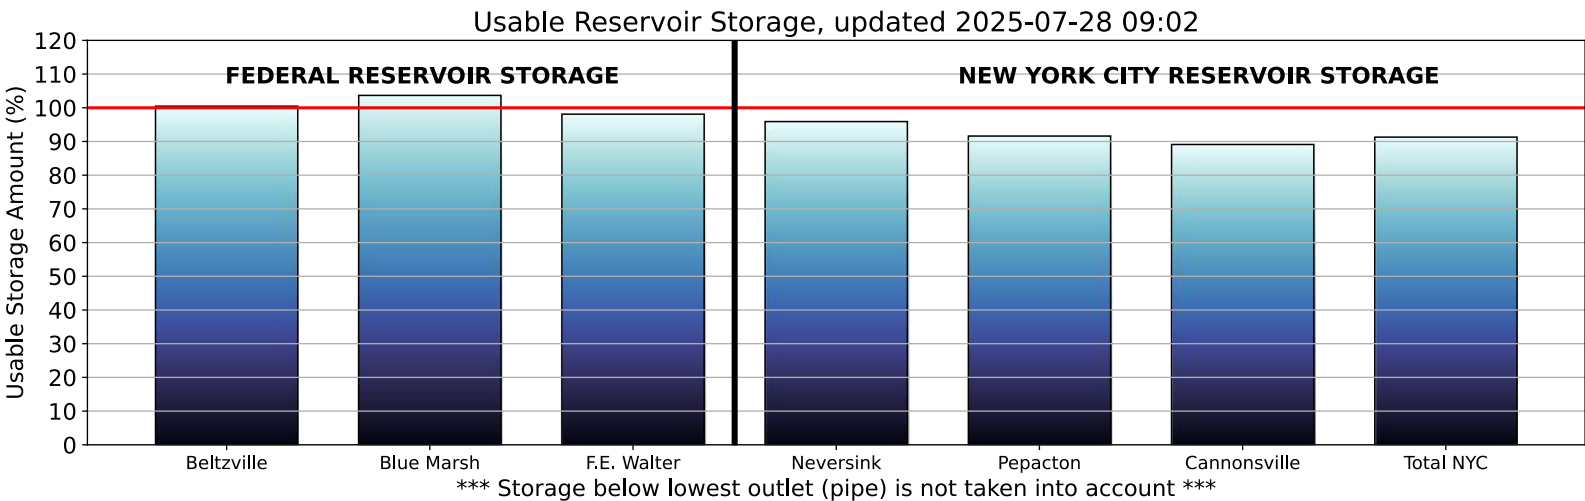 Usable Reservoir Storage, updated 2025-07-28 09:02
Usable Storage Amount (%)
120
110
100
90
80
70
60
50
40
30
20
10
0
FEDERAL RESERVOIR STORAGE
NEW YORK CITY RESERVOIR STORAGE
Beltzville
Blue Marsh
F.E. Walter
Neversink
Pepacton
Cannonsville
Total NYC
*** Storage below lowest outlet (pipe) is not taken into account ***